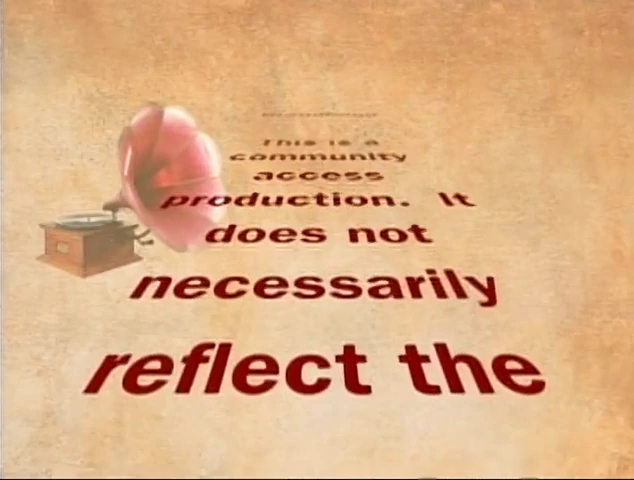 This is a
community
access
production. It
does not
necessarily
reflect the